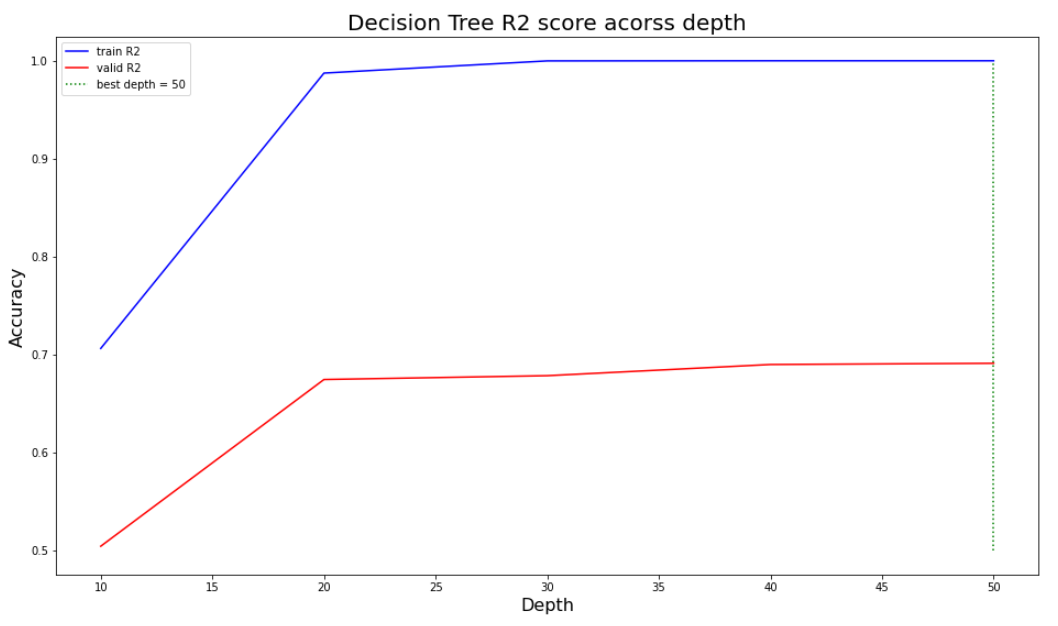 Decision Tree R2 score acorss depth
train R2
valid R2
best depth = 50
1.0
0.9
0.8
0.7
0.6
0.5
Accuracy
10 15 20 25 30 35 40 45 50
Depth